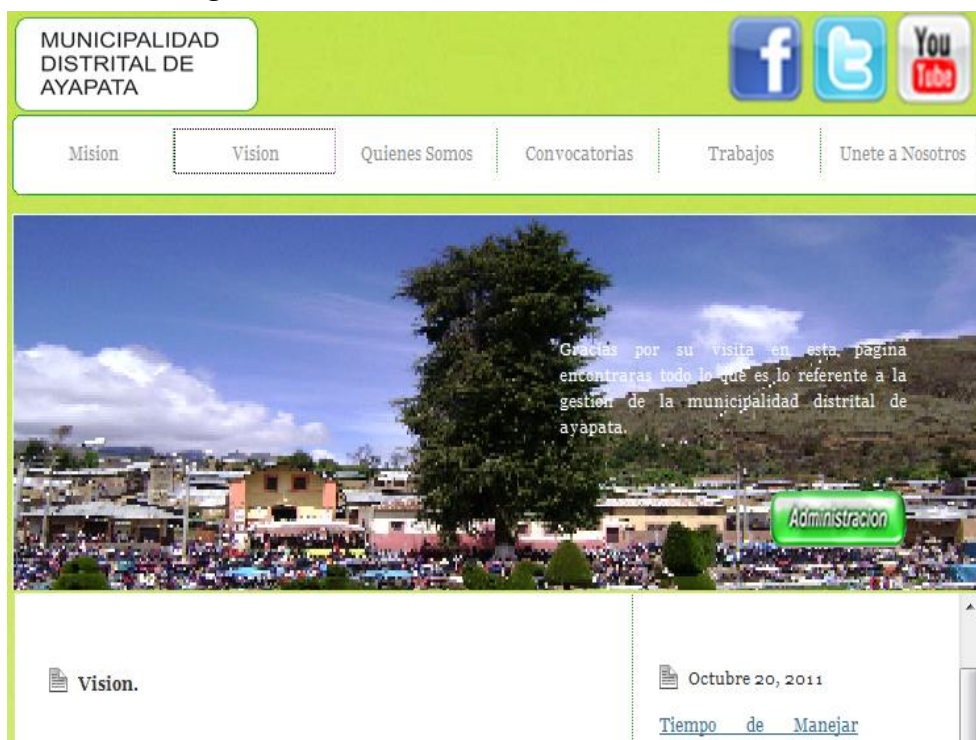 MUNICIPALIDAD
DISTRITAL DE
AYAPATA
f
t
You
Tube
Mision
Vision
Quienes Somos
Convocatorias
Trabajos
Unete a Nosotros
Gracias por su visita en esta pagina
encontraras todo lo que es lo referente a la
gestion de la municipalidad distrital de
ayapata.
Administracion
Vision.
Octubre 20, 2011
Tiempo de Manejar